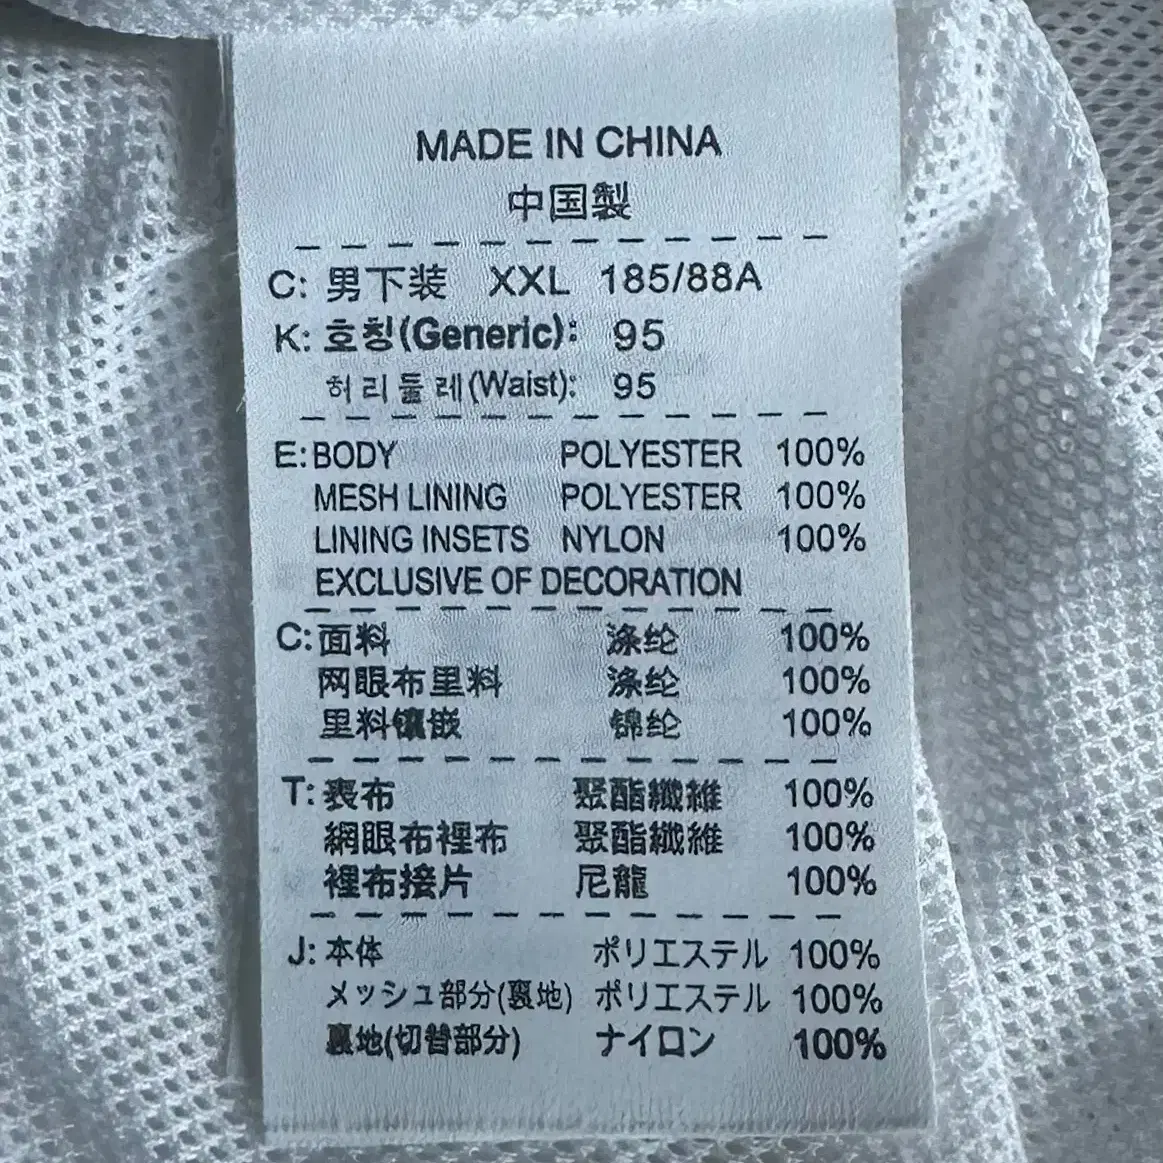 MADE IN CHINA
中国製
C: 男下装 XXL 185/88A
K: 호칭(Generic): 95
허리둘레(Waist): 95
E: BODY POLYESTER 100%
MESH LINING POLYESTER 100%
LINING INSETS NYLON 100%
EXCLUSIVE OF DECORATION
C: 面料 涤纶 100%
网眼布里料 涤纶 100%
里料镶嵌 锦纶 100%
T: 表布 聚酯纖維 100%
網眼布裡布 聚酯纖維 100%
裡布接片 尼龍 100%
J: 本体 ポリエステル 100%
メッシュ部分(裏地) ポリエステル 100%
裏地(切替部分) ナイロン 100%